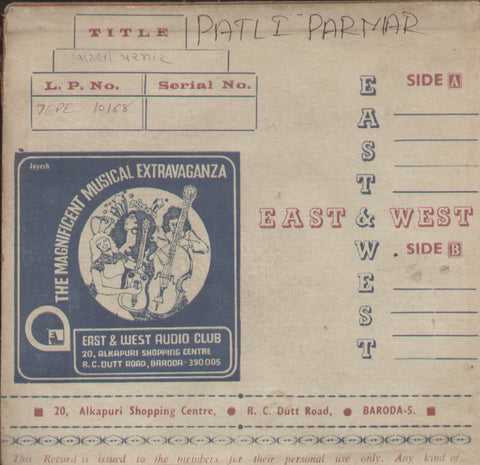 TITLE PATLI PARMAR
L. P. No. Serial No.
7EPE 10168
EAST & WEST
EAST & WEST
SIDE A
SIDE B
Jayesh
THE MAGNIFICENT MUSICAL EXTRAVAGANZA
EAST & WEST AUDIO CLUB
20, ALKAPURI SHOPPING CENTRE
R.C. DUTT ROAD, BARODA-390 005
20, Alkapuri Shopping Centre, ● R. C. Dutt Road, ● BARODA-5.
This Record is issued to the members for their personal use only. Any kind of